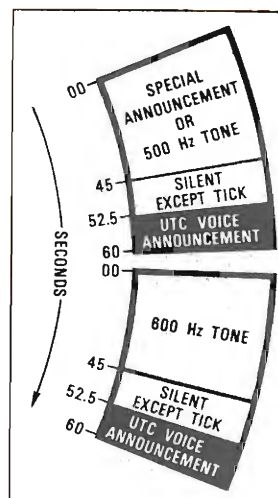 00
SPECIAL
ANNOUNCEMENT
OR
500 Hz TONE
45
SILENT
EXCEPT TICK
52.5
UTC VOICE
ANNOUNCEMENT
60
00
SECONDS
600 Hz TONE
45
SILENT
EXCEPT TICK
52.5
UTC VOICE
ANNOUNCEMENT
60